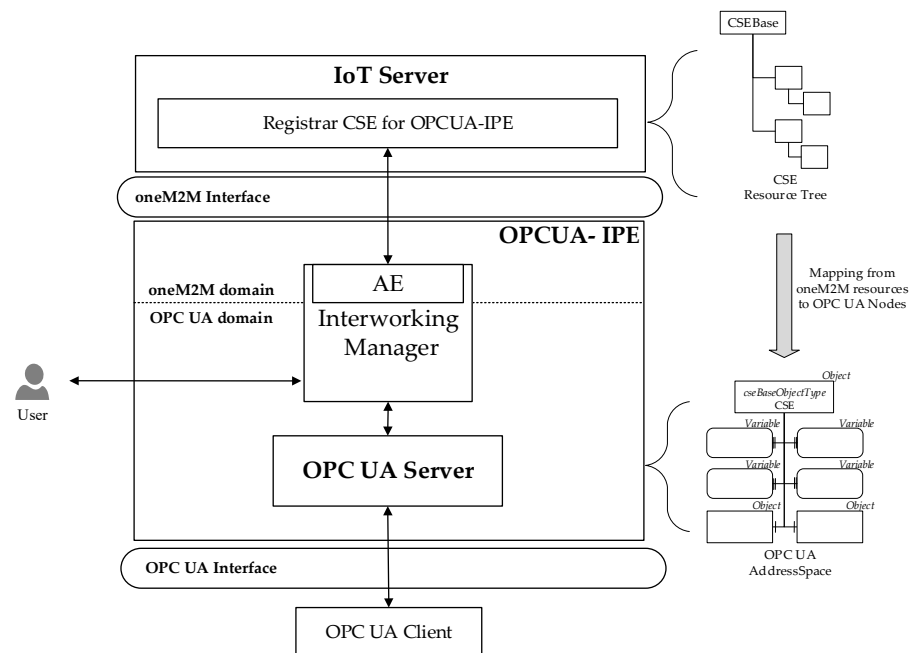 CSEBase
IoT Server
Registrar CSE for OPCUA-IPE
CSE
Resource Tree
oneM2M Interface
OPCUA- IPE
AE
oneM2M domain
OPC UA domain
Interworking
Manager
Mapping from
oneM2M resources
to OPC UA Nodes
User
Object
cseBaseObjectType
CSE
Variable
Variable
Variable
Variable
Object
Object
OPC UA Server
OPC UA
AddressSpace
OPC UA Interface
OPC UA Client